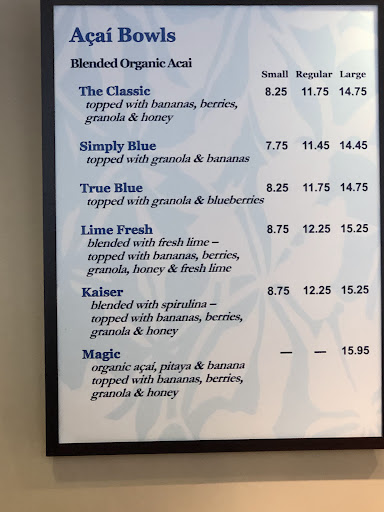 Açaí Bowls
Blended Organic Acai
Small Regular Large
The Classic 8.25 11.75 14.75
topped with bananas, berries,
granola & honey
Simply Blue 7.75 11.45 14.45
topped with granola & bananas
True Blue 8.25 11.75 14.75
topped with granola & blueberries
Lime Fresh 8.75 12.25 15.25
blended with fresh lime –
topped with bananas, berries,
granola, honey & fresh lime
Kaiser 8.75 12.25 15.25
blended with spirulina –
topped with bananas, berries,
granola & honey
Magic — — 15.95
organic açaí, pitaya & banana
topped with bananas, berries,
granola & honey